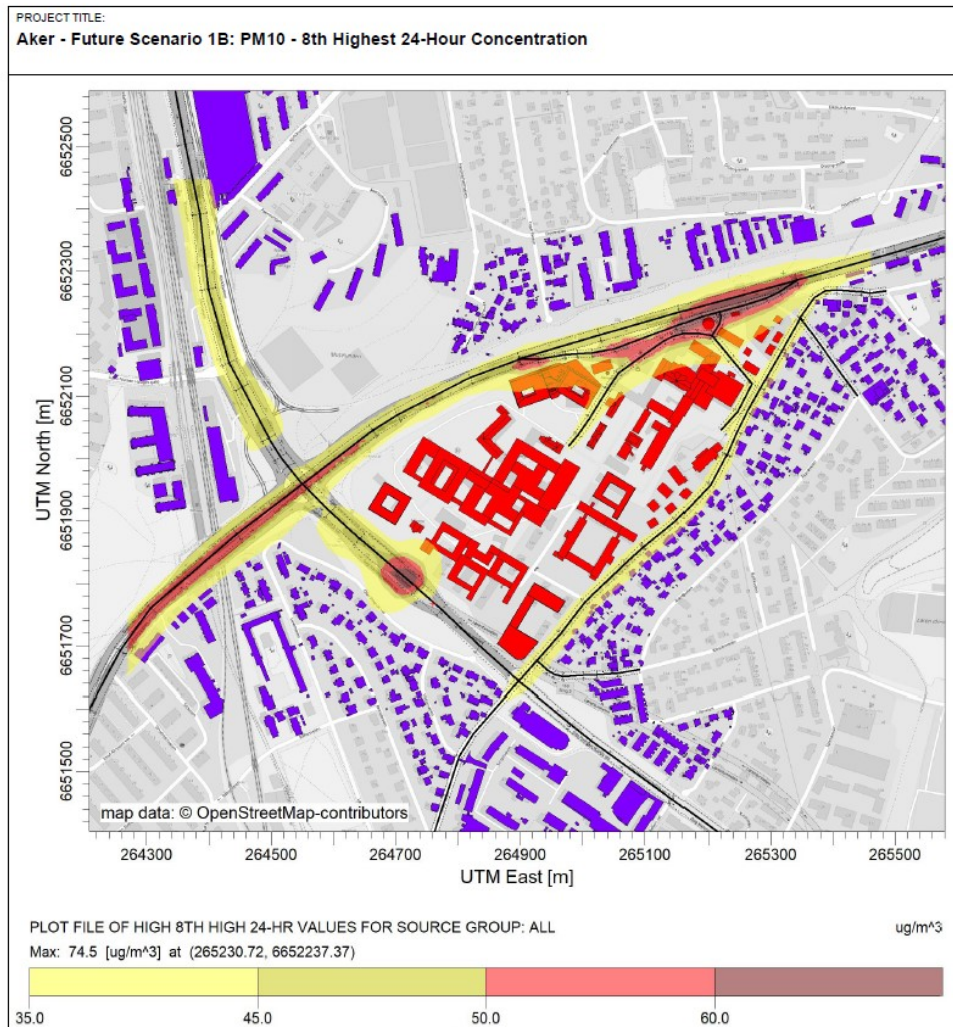 PROJECT TITLE:
Aker - Future Scenario 1B: PM10 - 8th Highest 24-Hour Concentration
UTM North [m]
6652500
6652300
6652100
6651900
6651700
6651500
map data: © OpenStreetMap-contributors
264300 264500 264700 264900 265100 265300 265500
UTM East [m]
PLOT FILE OF HIGH 8TH HIGH 24-HR VALUES FOR SOURCE GROUP: ALL ug/m^3
Max: 74.5 [ug/m^3] at (265230.72, 6652237.37)
35.0 45.0 50.0 60.0